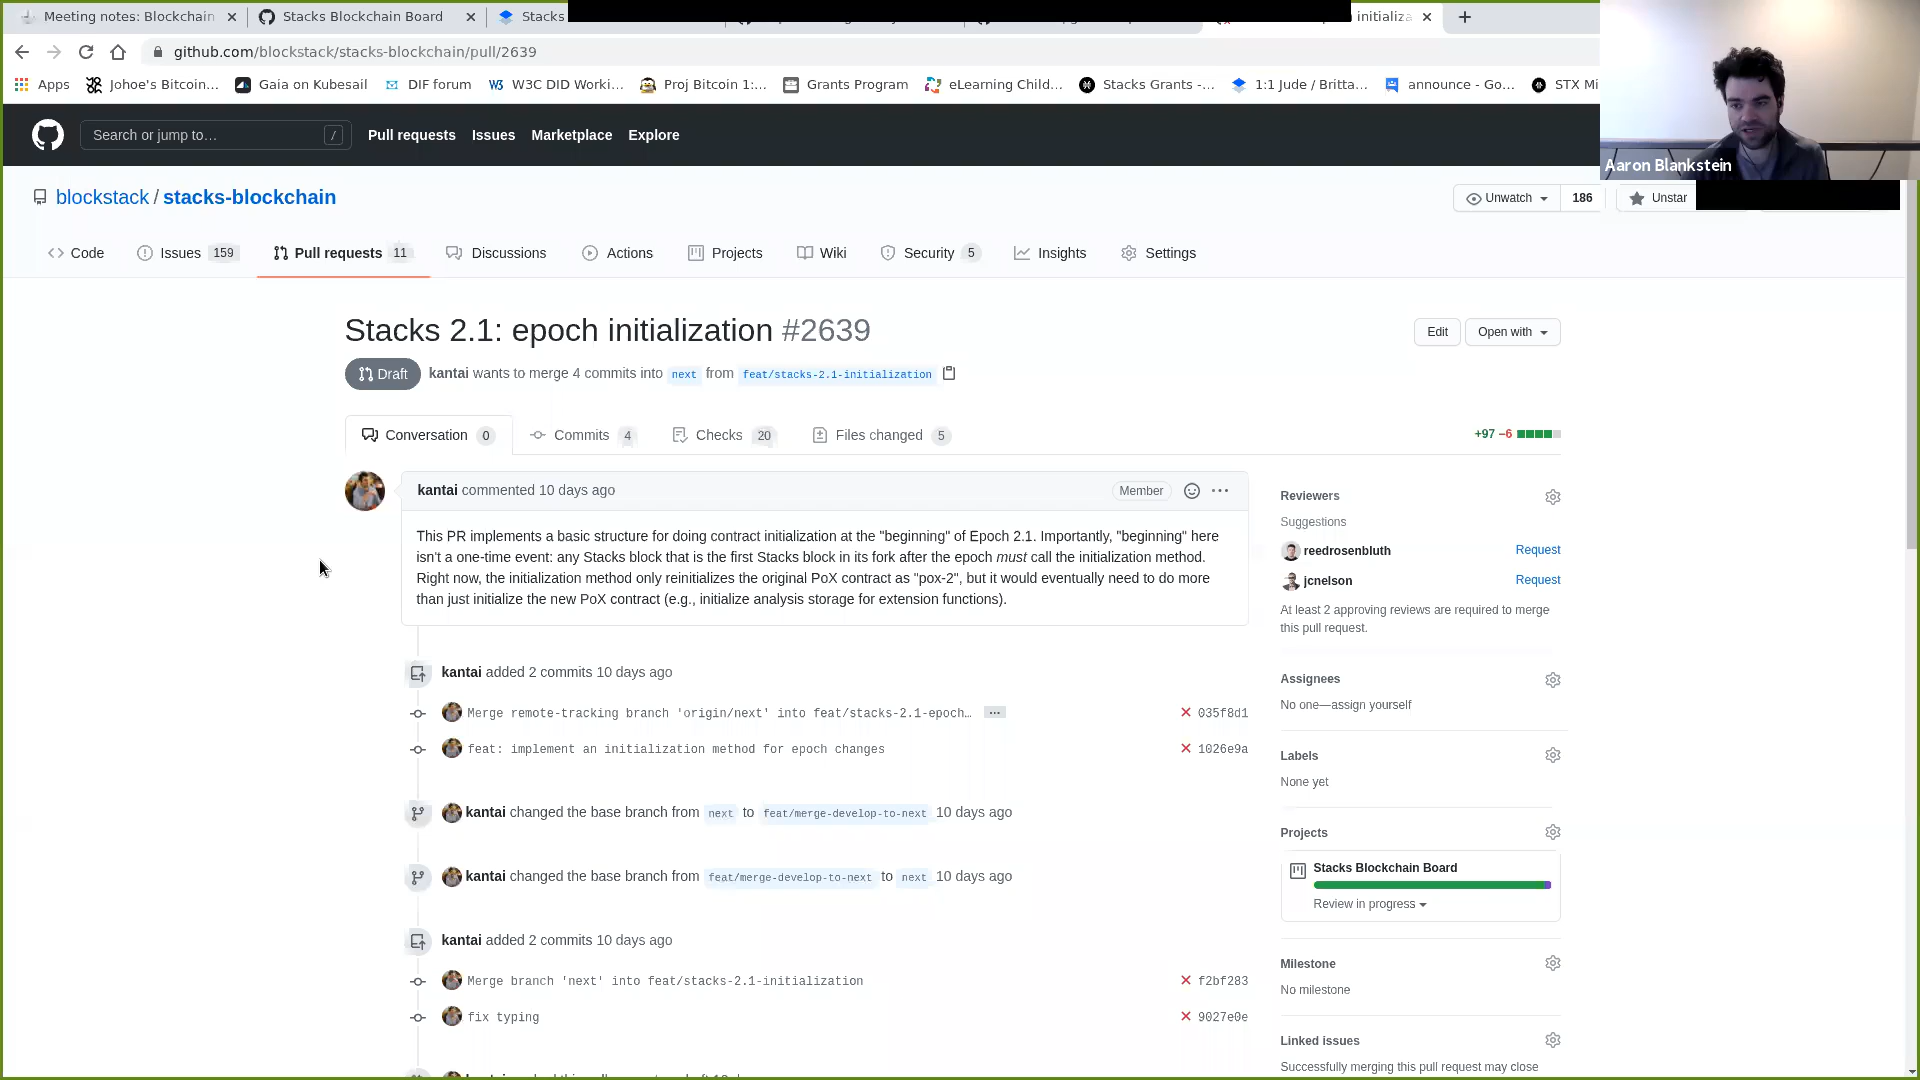 Meeting notes: Blockchain
Stacks Blockchain Board
Stacks
initializa
github.com/blockstack/stacks-blockchain/pull/2639
Apps
Johoe's Bitcoin...
Gaia on Kubesail
DIF forum
W3C DID Worki...
Proj Bitcoin 1:...
Grants Program
eLearning Child...
Stacks Grants -...
1:1 Jude / Britta...
announce - Go...
STX Mi
Aaron Blankstein
Search or jump to...
/
Pull requests
Issues
Marketplace
Explore
blockstack / stacks-blockchain
Unwatch
186
Unstar
Code
Issues 159
Pull requests 11
Discussions
Actions
Projects
Wiki
Security 5
Insights
Settings
Stacks 2.1: epoch initialization #2639
Edit
Open with
Draft
kantai wants to merge 4 commits into next from feat/stacks-2.1-initialization
Conversation 0
Commits 4
Checks 20
Files changed 5
+97 −6
kantai commented 10 days ago
Member
This PR implements a basic structure for doing contract initialization at the "beginning" of Epoch 2.1. Importantly, "beginning" here
isn't a one-time event: any Stacks block that is the first Stacks block in its fork after the epoch must call the initialization method.
Right now, the initialization method only reinitializes the original PoX contract as "pox-2", but it would eventually need to do more
than just initialize the new PoX contract (e.g., initialize analysis storage for extension functions).
kantai added 2 commits 10 days ago
Merge remote-tracking branch 'origin/next' into feat/stacks-2.1-epoch…
035f8d1
feat: implement an initialization method for epoch changes
1026e9a
kantai changed the base branch from next to feat/merge-develop-to-next 10 days ago
kantai changed the base branch from feat/merge-develop-to-next to next 10 days ago
kantai added 2 commits 10 days ago
Merge branch 'next' into feat/stacks-2.1-initialization
f2bf283
fix typing
9027e0e
Reviewers
Suggestions
reedrosenbluth
Request
jcnelson
Request
At least 2 approving reviews are required to merge
this pull request.
Assignees
No one—assign yourself
Labels
None yet
Projects
Stacks Blockchain Board
Review in progress
Milestone
No milestone
Linked issues
Successfully merging this pull request may close